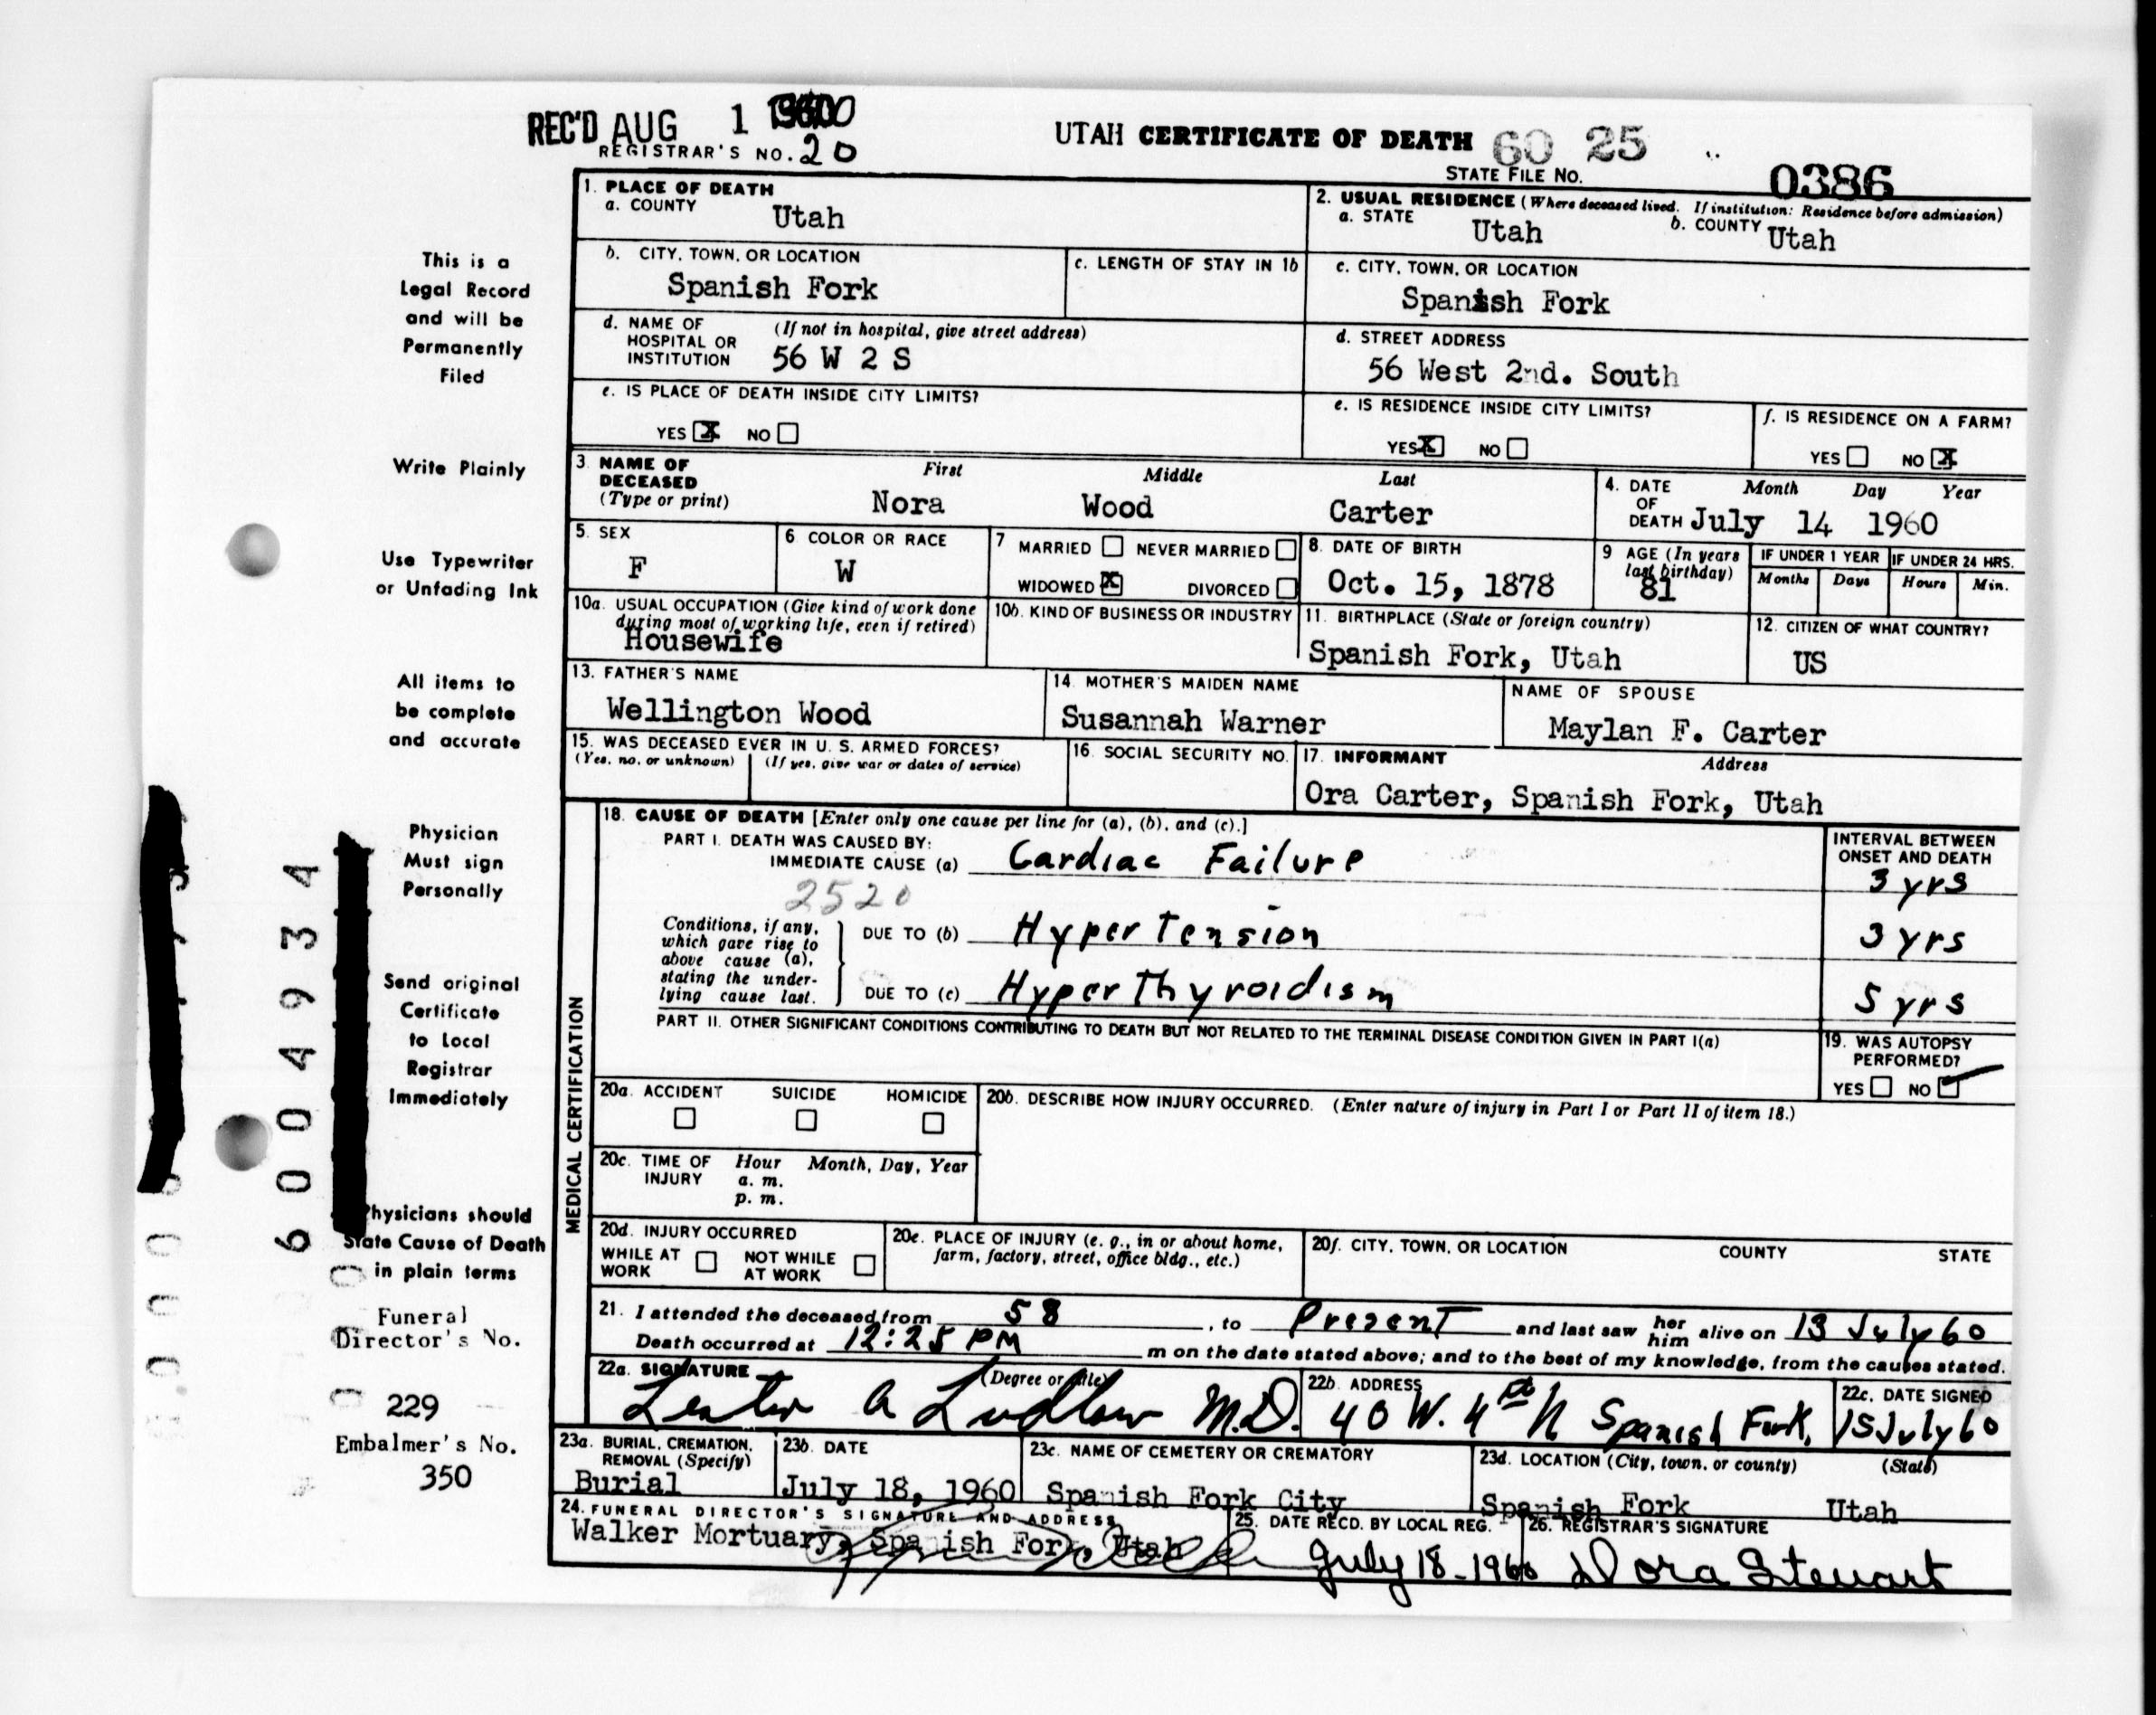 REC'D AUG 1
REGISTRAR'S NO. 20
UTAH CERTIFICATE OF DEATH 60 25
STATE FILE NO. 0386
This is a
Legal Record
and will be
Permanently
Filed
Write Plainly
Use Typewriter
or Unfading Ink
All items to
be complete
and accurate
Physician
Must sign
Personally
Send original
Certificate
to Local
Registrar
Immediately
Physicians should
State Cause of Death
in plain terms
Funeral
Director's No.
229
Embalmer's No.
350
6004934
1. PLACE OF DEATH
a. COUNTY Utah
2. USUAL RESIDENCE (Where deceased lived. If institution: Residence before admission)
a. STATE Utah b. COUNTY Utah
b. CITY, TOWN, OR LOCATION
Spanish Fork
c. LENGTH OF STAY IN 1b
c. CITY, TOWN, OR LOCATION
Spanish Fork
d. NAME OF HOSPITAL OR INSTITUTION (If not in hospital, give street address)
56 W 2 S
d. STREET ADDRESS
56 West 2nd. South
e. IS PLACE OF DEATH INSIDE CITY LIMITS?
YES X NO
e. IS RESIDENCE INSIDE CITY LIMITS?
YES X NO
f. IS RESIDENCE ON A FARM?
YES NO X
3. NAME OF DECEASED (Type or print)
First Middle Last
Nora Wood Carter
4. DATE OF DEATH Month Day Year
July 14 1960
5. SEX
F
6 COLOR OR RACE
W
7 MARRIED NEVER MARRIED
WIDOWED X DIVORCED
8. DATE OF BIRTH
Oct. 15, 1878
9 AGE (In years last birthday)
81
IF UNDER 1 YEAR IF UNDER 24 HRS.
Months Days Hours Min.
10a. USUAL OCCUPATION (Give kind of work done during most of working life, even if retired)
Housewife
10b. KIND OF BUSINESS OR INDUSTRY
11. BIRTHPLACE (State or foreign country)
Spanish Fork, Utah
12. CITIZEN OF WHAT COUNTRY?
US
13. FATHER'S NAME
Wellington Wood
14. MOTHER'S MAIDEN NAME
Susannah Warner
NAME OF SPOUSE
Maylan F. Carter
15. WAS DECEASED EVER IN U. S. ARMED FORCES?
(Yes, no, or unknown) (If yes, give war or dates of service)
16. SOCIAL SECURITY NO.
17. INFORMANT Address
Ora Carter, Spanish Fork, Utah
MEDICAL CERTIFICATION
18. CAUSE OF DEATH [Enter only one cause per line for (a), (b), and (c).]
PART I. DEATH WAS CAUSED BY:
IMMEDIATE CAUSE (a) Cardiac Failure
INTERVAL BETWEEN ONSET AND DEATH
3 yrs
2520
Conditions, if any, which gave rise to above cause (a), stating the underlying cause last.
DUE TO (b) HyperTension 3 yrs
DUE TO (c) HyperThyroidism 5 yrs
PART II. OTHER SIGNIFICANT CONDITIONS CONTRIBUTING TO DEATH BUT NOT RELATED TO THE TERMINAL DISEASE CONDITION GIVEN IN PART I(a)
19. WAS AUTOPSY PERFORMED?
YES NO ✓
20a. ACCIDENT SUICIDE HOMICIDE
20b. DESCRIBE HOW INJURY OCCURRED. (Enter nature of injury in Part I or Part II of item 18.)
20c. TIME OF INJURY Hour Month, Day, Year
a. m.
p. m.
20d. INJURY OCCURRED
WHILE AT WORK NOT WHILE AT WORK
20e. PLACE OF INJURY (e. g., in or about home, farm, factory, street, office bldg., etc.)
20f. CITY, TOWN, OR LOCATION COUNTY STATE
21. I attended the deceased from 58, to Present and last saw her him alive on 13 July 60
Death occurred at 12:25 PM m on the date stated above; and to the best of my knowledge, from the causes stated.
22a. SIGNATURE (Degree or title)
Lester A Ludlow M.D.
22b. ADDRESS
40 W. 4th N Spanish Fork,
22c. DATE SIGNED
15 July 60
23a. BURIAL, CREMATION, REMOVAL (Specify)
Burial
23b. DATE
July 18, 1960
23c. NAME OF CEMETERY OR CREMATORY
Spanish Fork City
23d. LOCATION (City, town, or county) (State)
Spanish Fork Utah
24. FUNERAL DIRECTOR'S SIGNATURE AND ADDRESS
Walker Mortuary, Spanish Fork, Utah
25. DATE RECD. BY LOCAL REG.
July 18-1960
26. REGISTRAR'S SIGNATURE
Dora Stewart